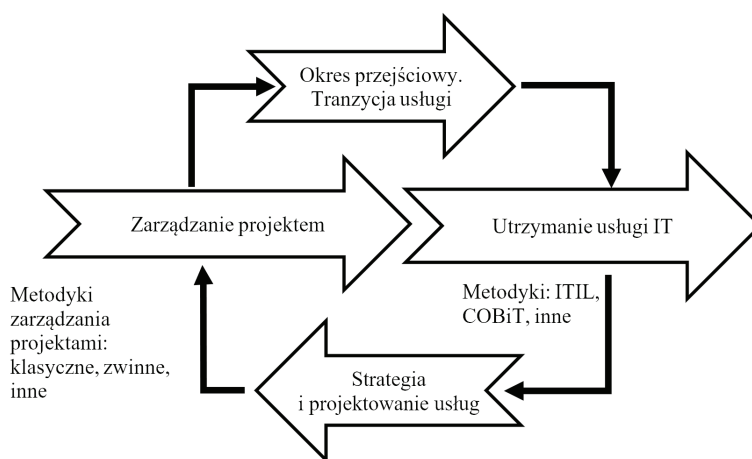 Okres przejściowy.
Tranzycja usługi
Zarządzanie projektem
Utrzymanie usługi IT
Metodyki
zarządzania
projektami:
klasyczne, zwinne,
inne
Metodyki: ITIL,
COBiT, inne
Strategia
i projektowanie usług